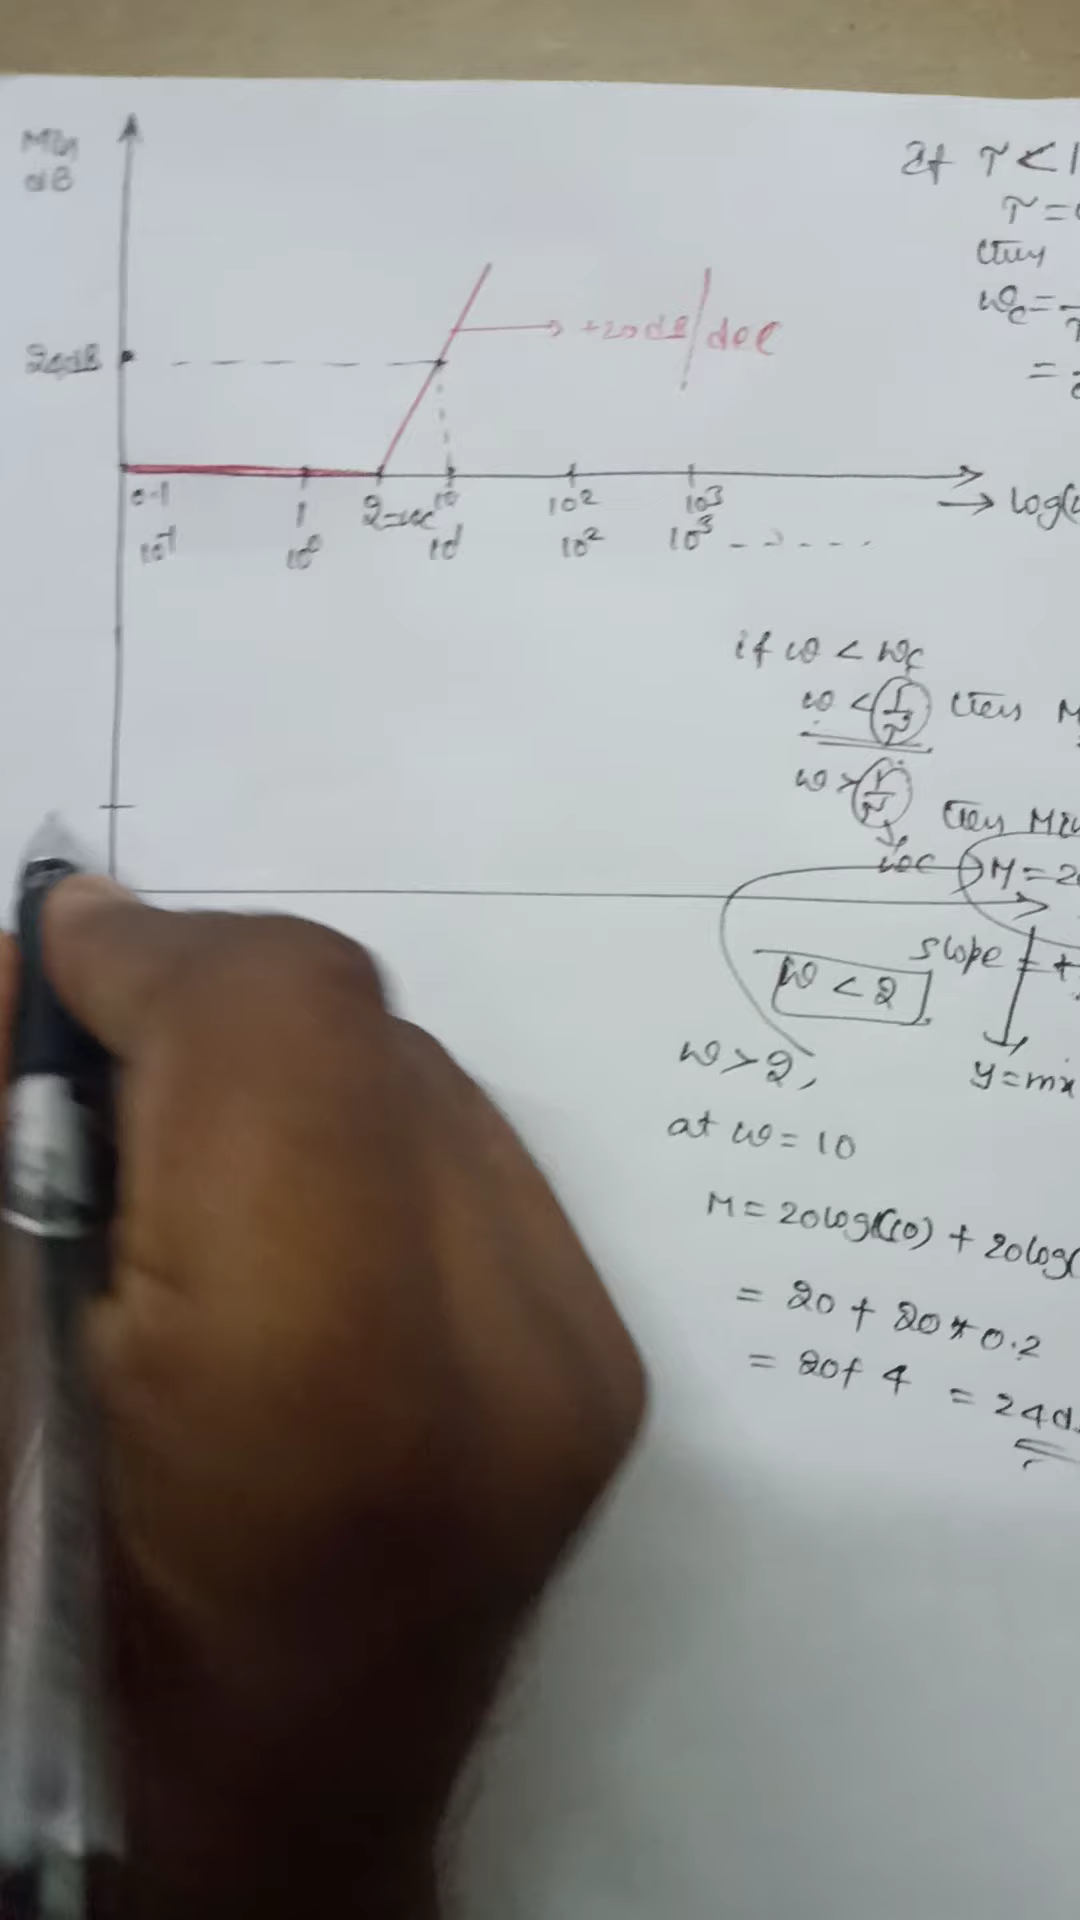 dB
If τ < 1
τ =
then
ωc =
=
20dB
→ +20dB/dec
0.1 1 2=ωc 10 10² 10³ → log(
10⁻¹ 10⁰ 10¹ 10² 10³ - - - - -
if ω < ωc
ω < 1/τ then M
ω > 1/τ then
ωc M = 20
slope = +
ω < 2
ω > 2,
y = mx
at ω = 10
M = 20log(10) + 20log(
= 20 + 20 * 0.2
= 20 + 4 = 24d